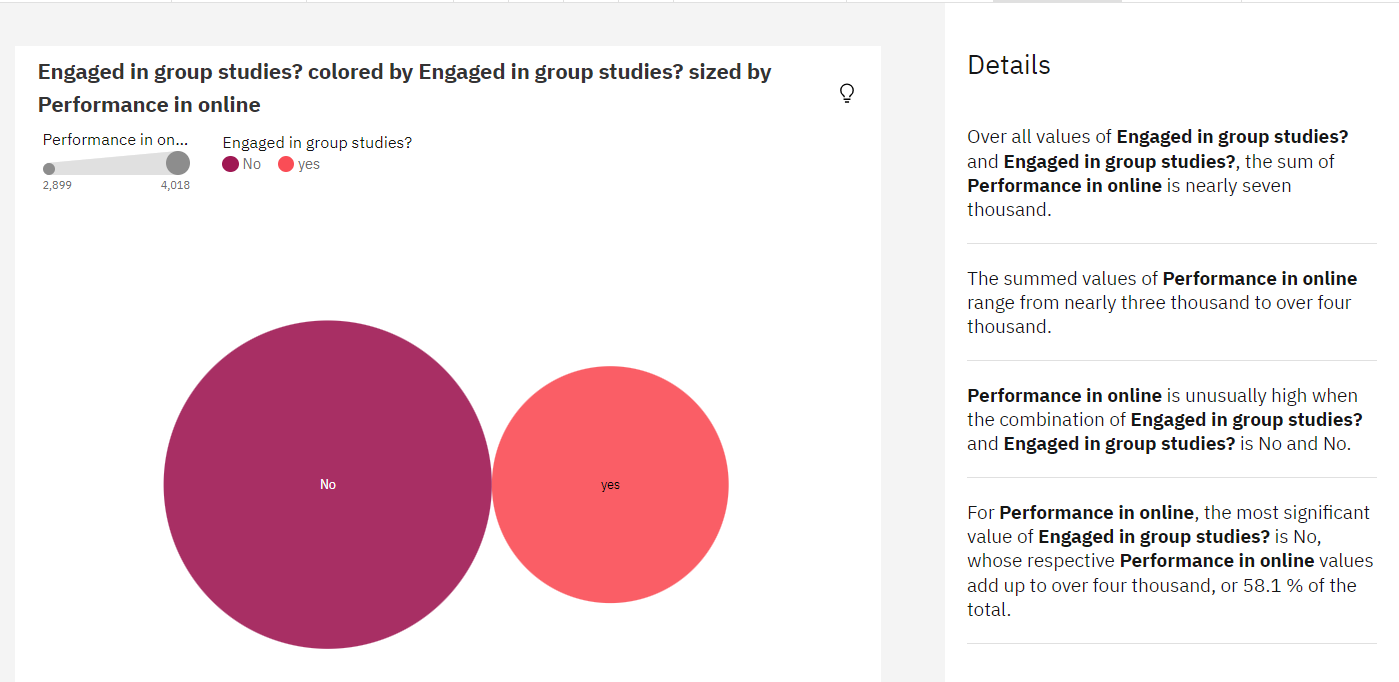 Engaged in group studies? colored by Engaged in group studies? sized by
Performance in online
Performance in on...
2,899 4,018
Engaged in group studies?
No yes
No
yes
Details
Over all values of Engaged in group studies?
and Engaged in group studies?, the sum of
Performance in online is nearly seven
thousand.
The summed values of Performance in online
range from nearly three thousand to over four
thousand.
Performance in online is unusually high when
the combination of Engaged in group studies?
and Engaged in group studies? is No and No.
For Performance in online, the most significant
value of Engaged in group studies? is No,
whose respective Performance in online values
add up to over four thousand, or 58.1 % of the
total.